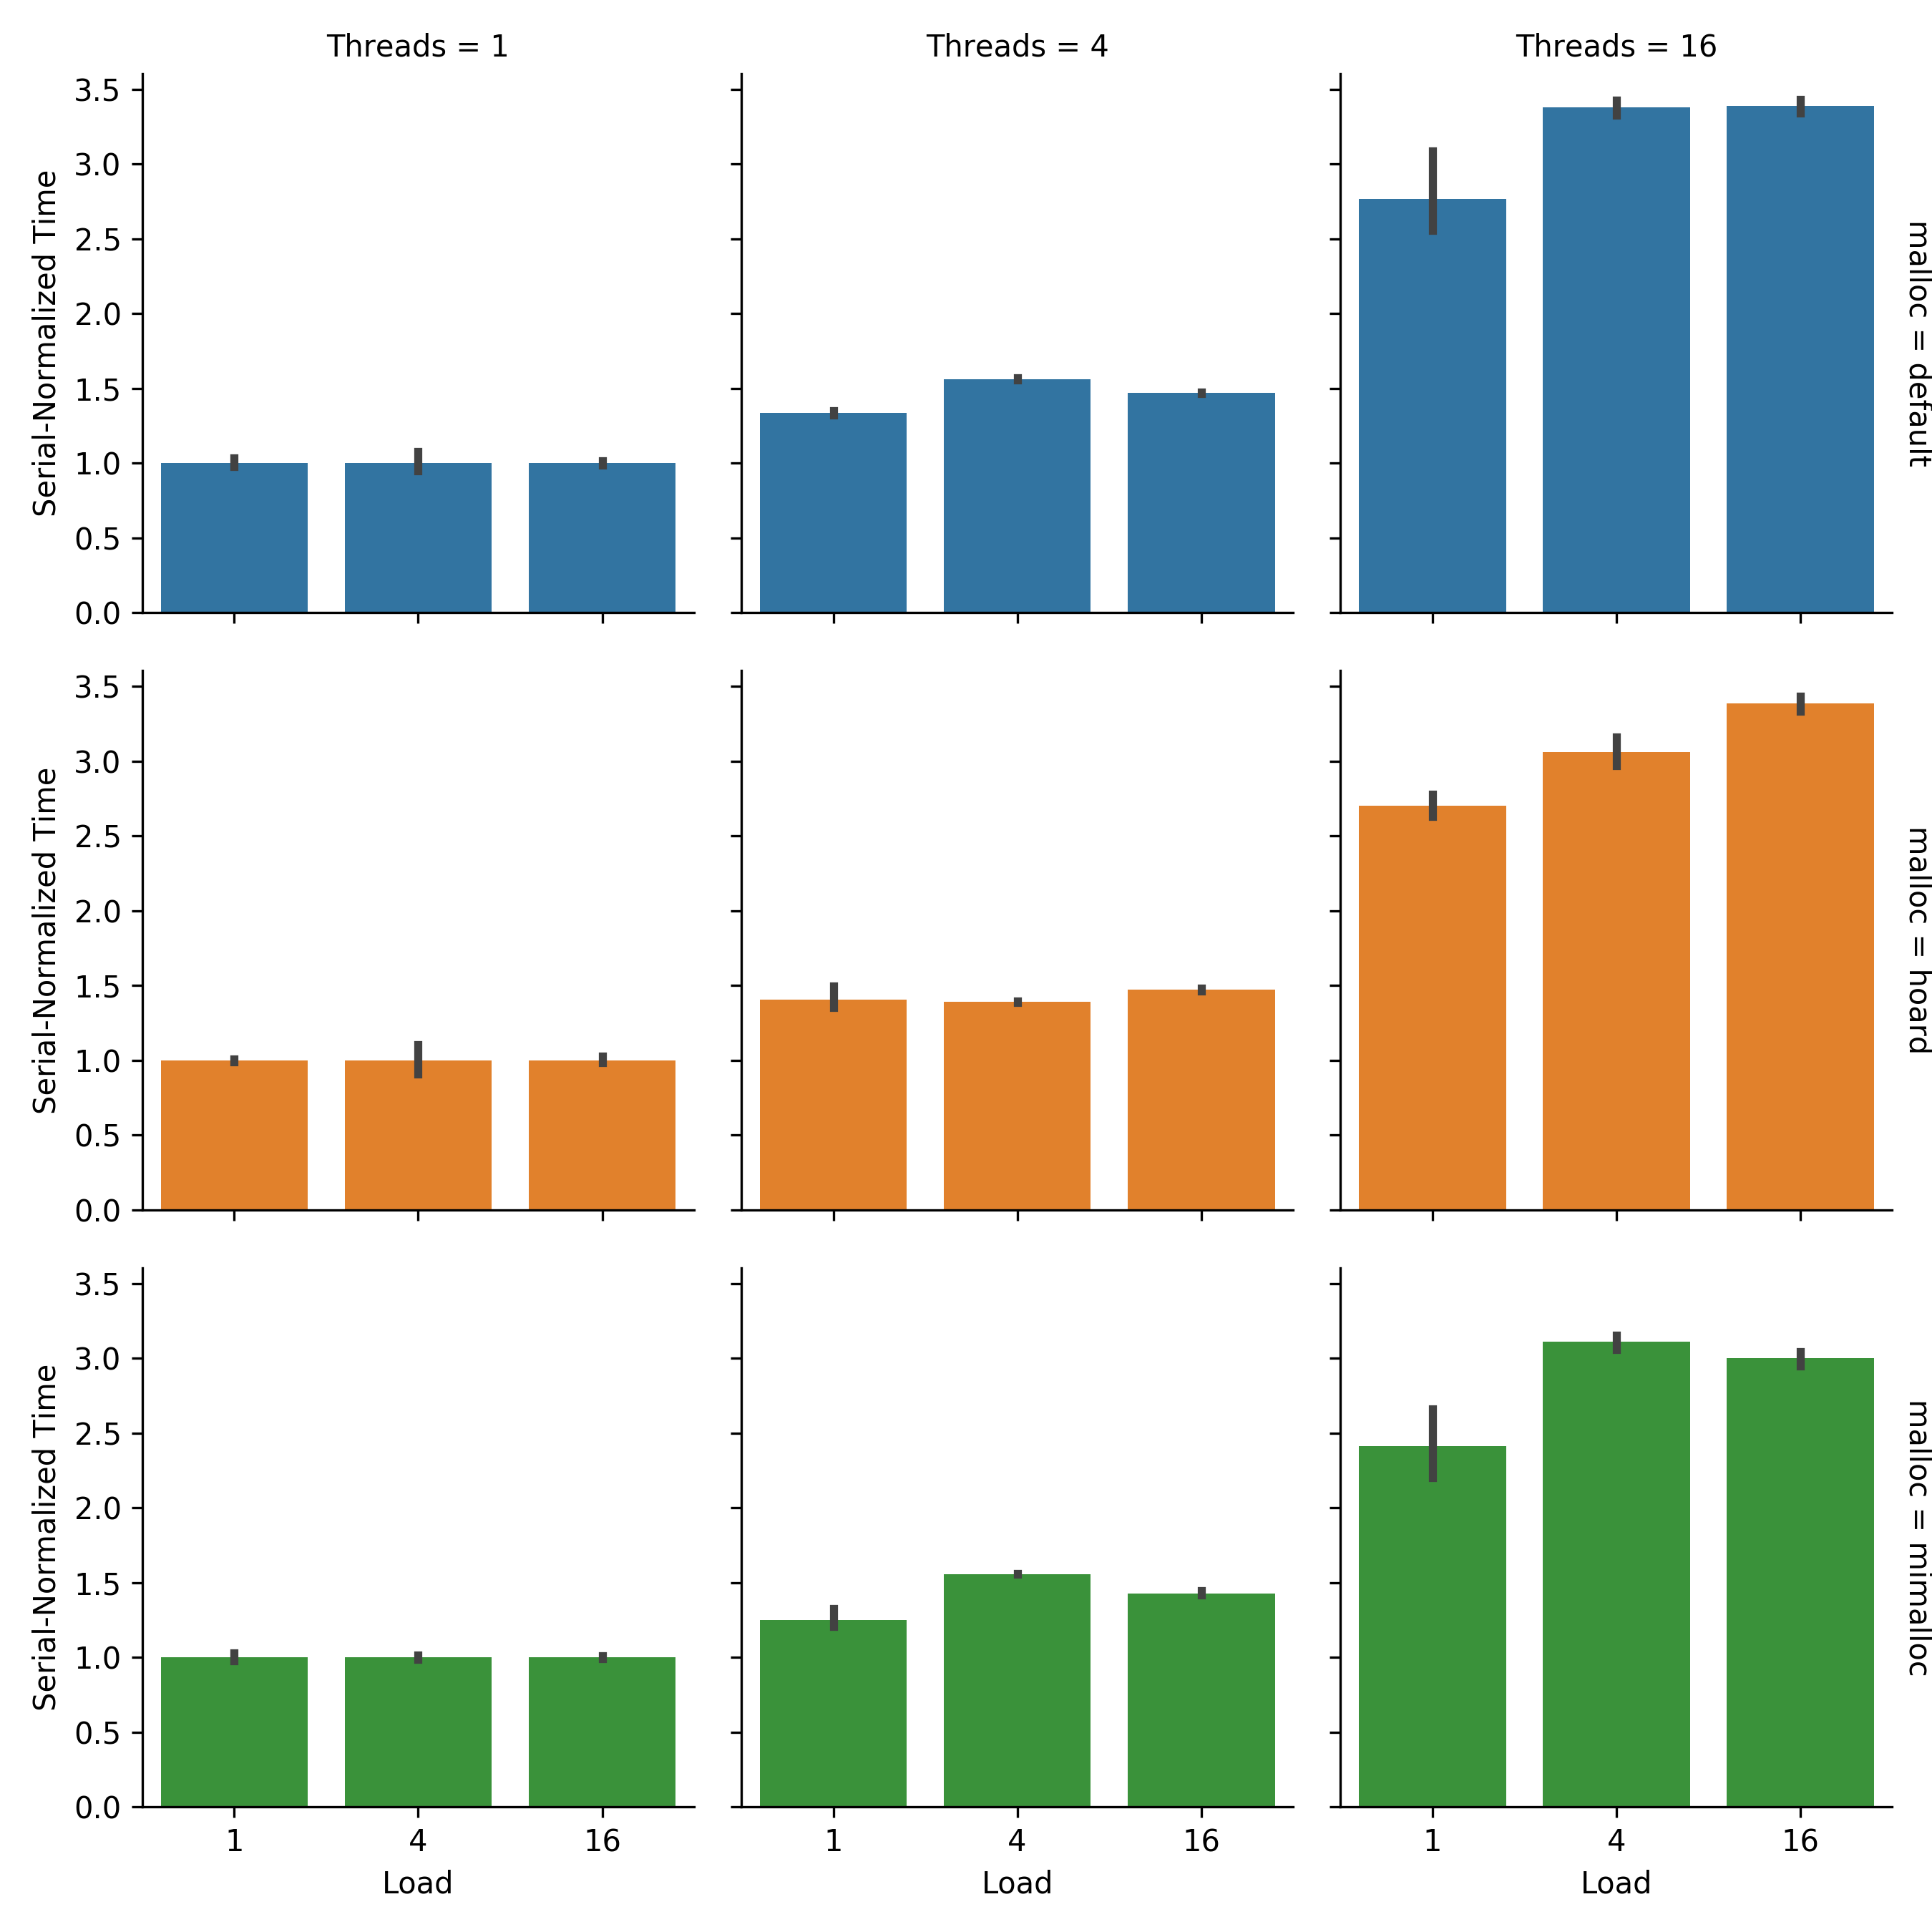 Threads = 1
Threads = 4
Threads = 16
3.5
3.0
2.5
2.0
1.5
1.0
0.5
0.0
Serial-Normalized Time
malloc = default
3.5
3.0
2.5
2.0
1.5
1.0
0.5
0.0
Serial-Normalized Time
malloc = hoard
3.5
3.0
2.5
2.0
1.5
1.0
0.5
0.0
Serial-Normalized Time
malloc = mimalloc
1 4 16
1 4 16
1 4 16
Load
Load
Load